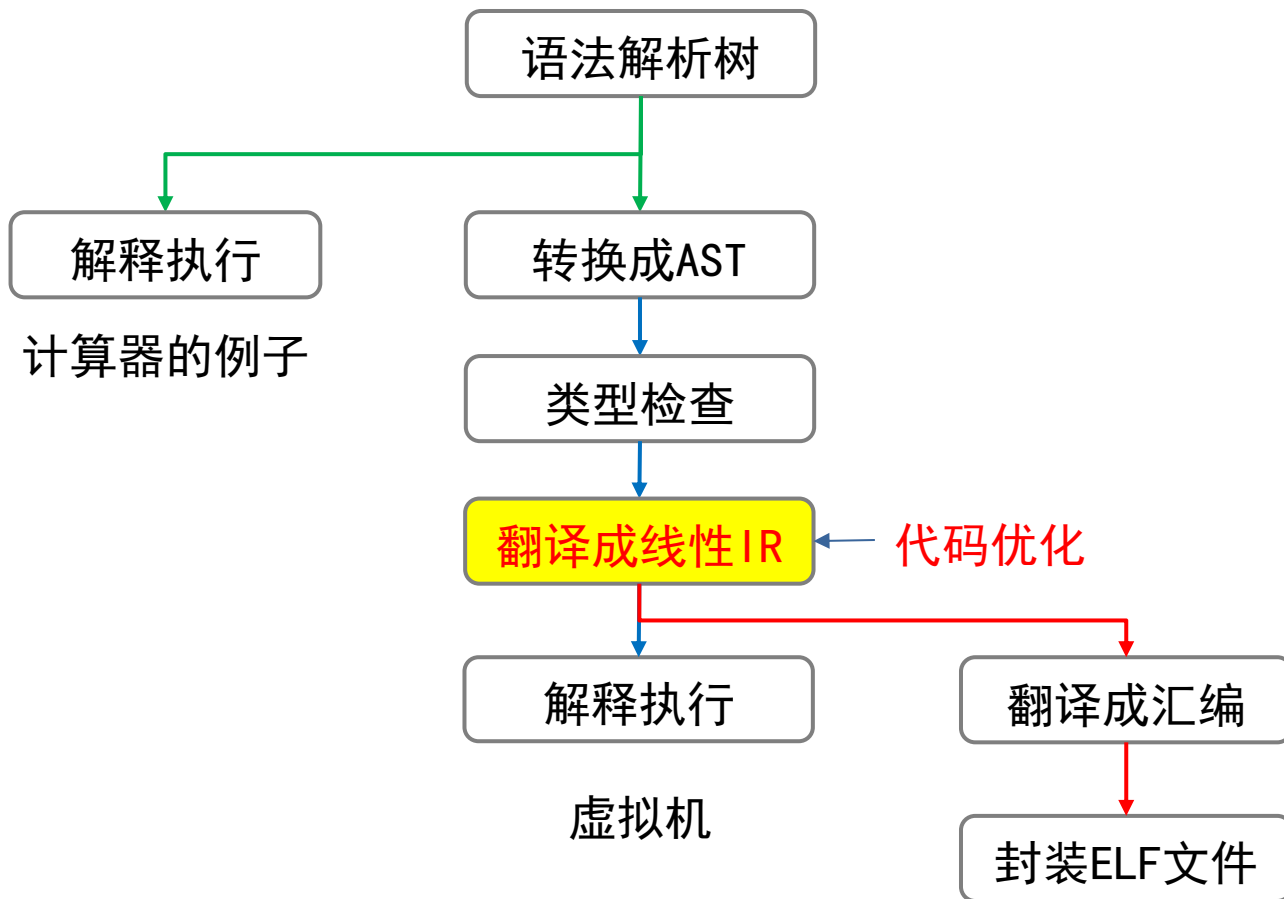 语法解析树
解释执行
转换成AST
计算器的例子
类型检查
翻译成线性IR
代码优化
解释执行
翻译成汇编
虚拟机
封装ELF文件